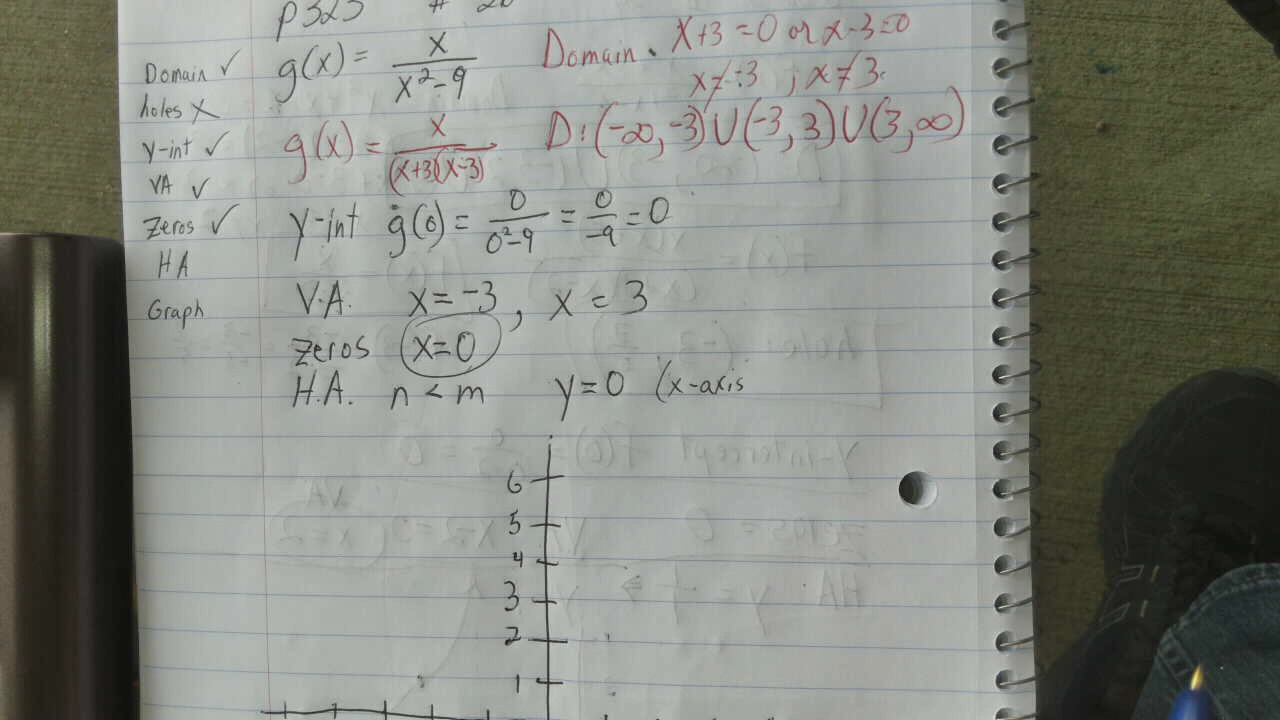 p323 # 20
Domain ✓
holes X
y-int ✓
VA ✓
zeros ✓
HA
Graph
g(x) = x / (x² - 9)
g(x) = x / (x+3)(x-3)
Domain. x+3 = 0 or x-3=0
x ≠ -3 , x ≠ 3.
D: (-∞, -3) U (-3, 3) U (3, ∞)
y-int g(0) = 0 / (0² - 9) = 0 / -9 = 0
V.A. x = -3, x = 3
zeros x=0
H.A. n < m y = 0 (x-axis
6
5
4
3
2
1